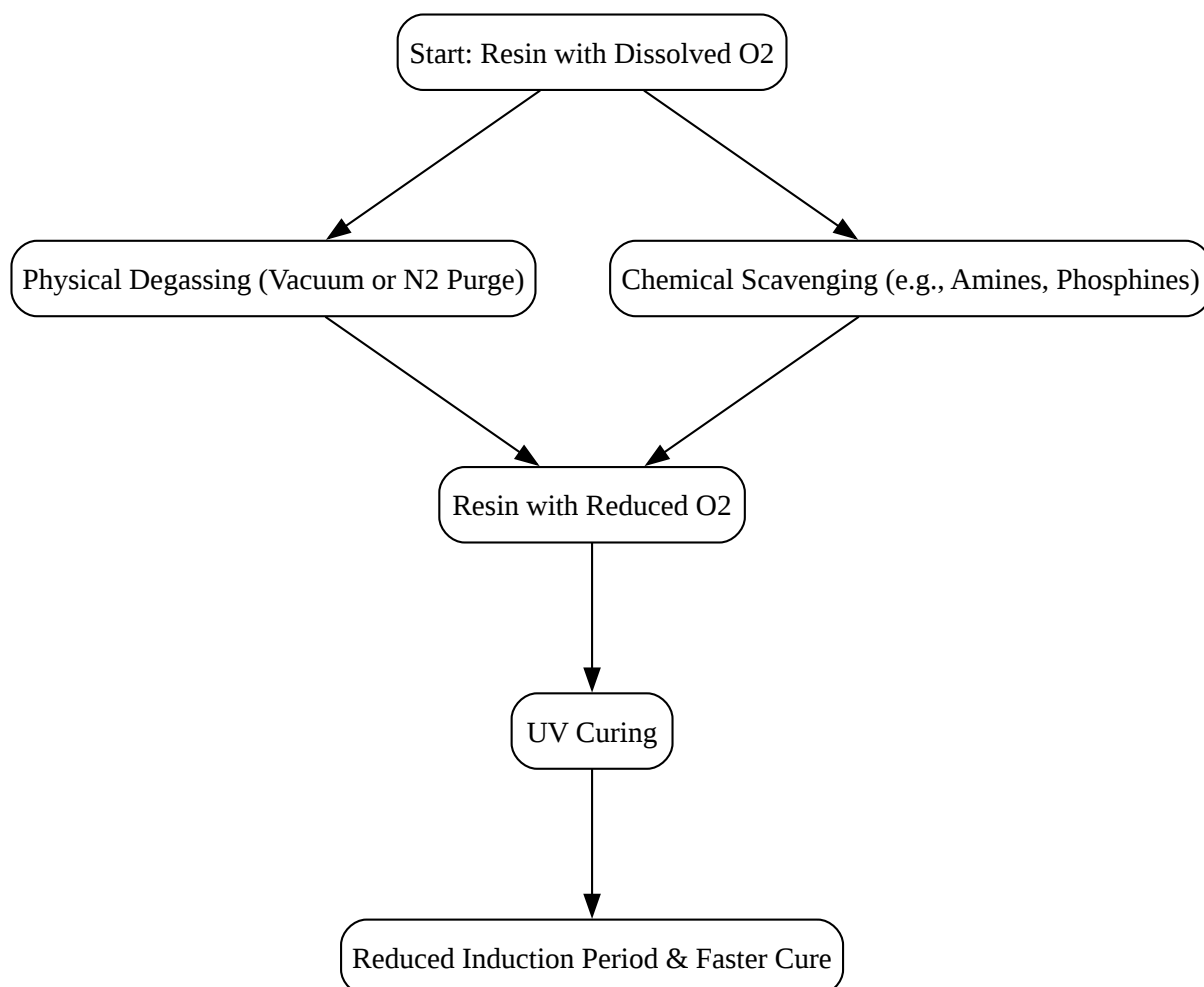 Start: Resin with Dissolved O2
Physical Degassing (Vacuum or N2 Purge)
Chemical Scavenging (e.g., Amines, Phosphines)
Resin with Reduced O2
UV Curing
Reduced Induction Period & Faster Cure